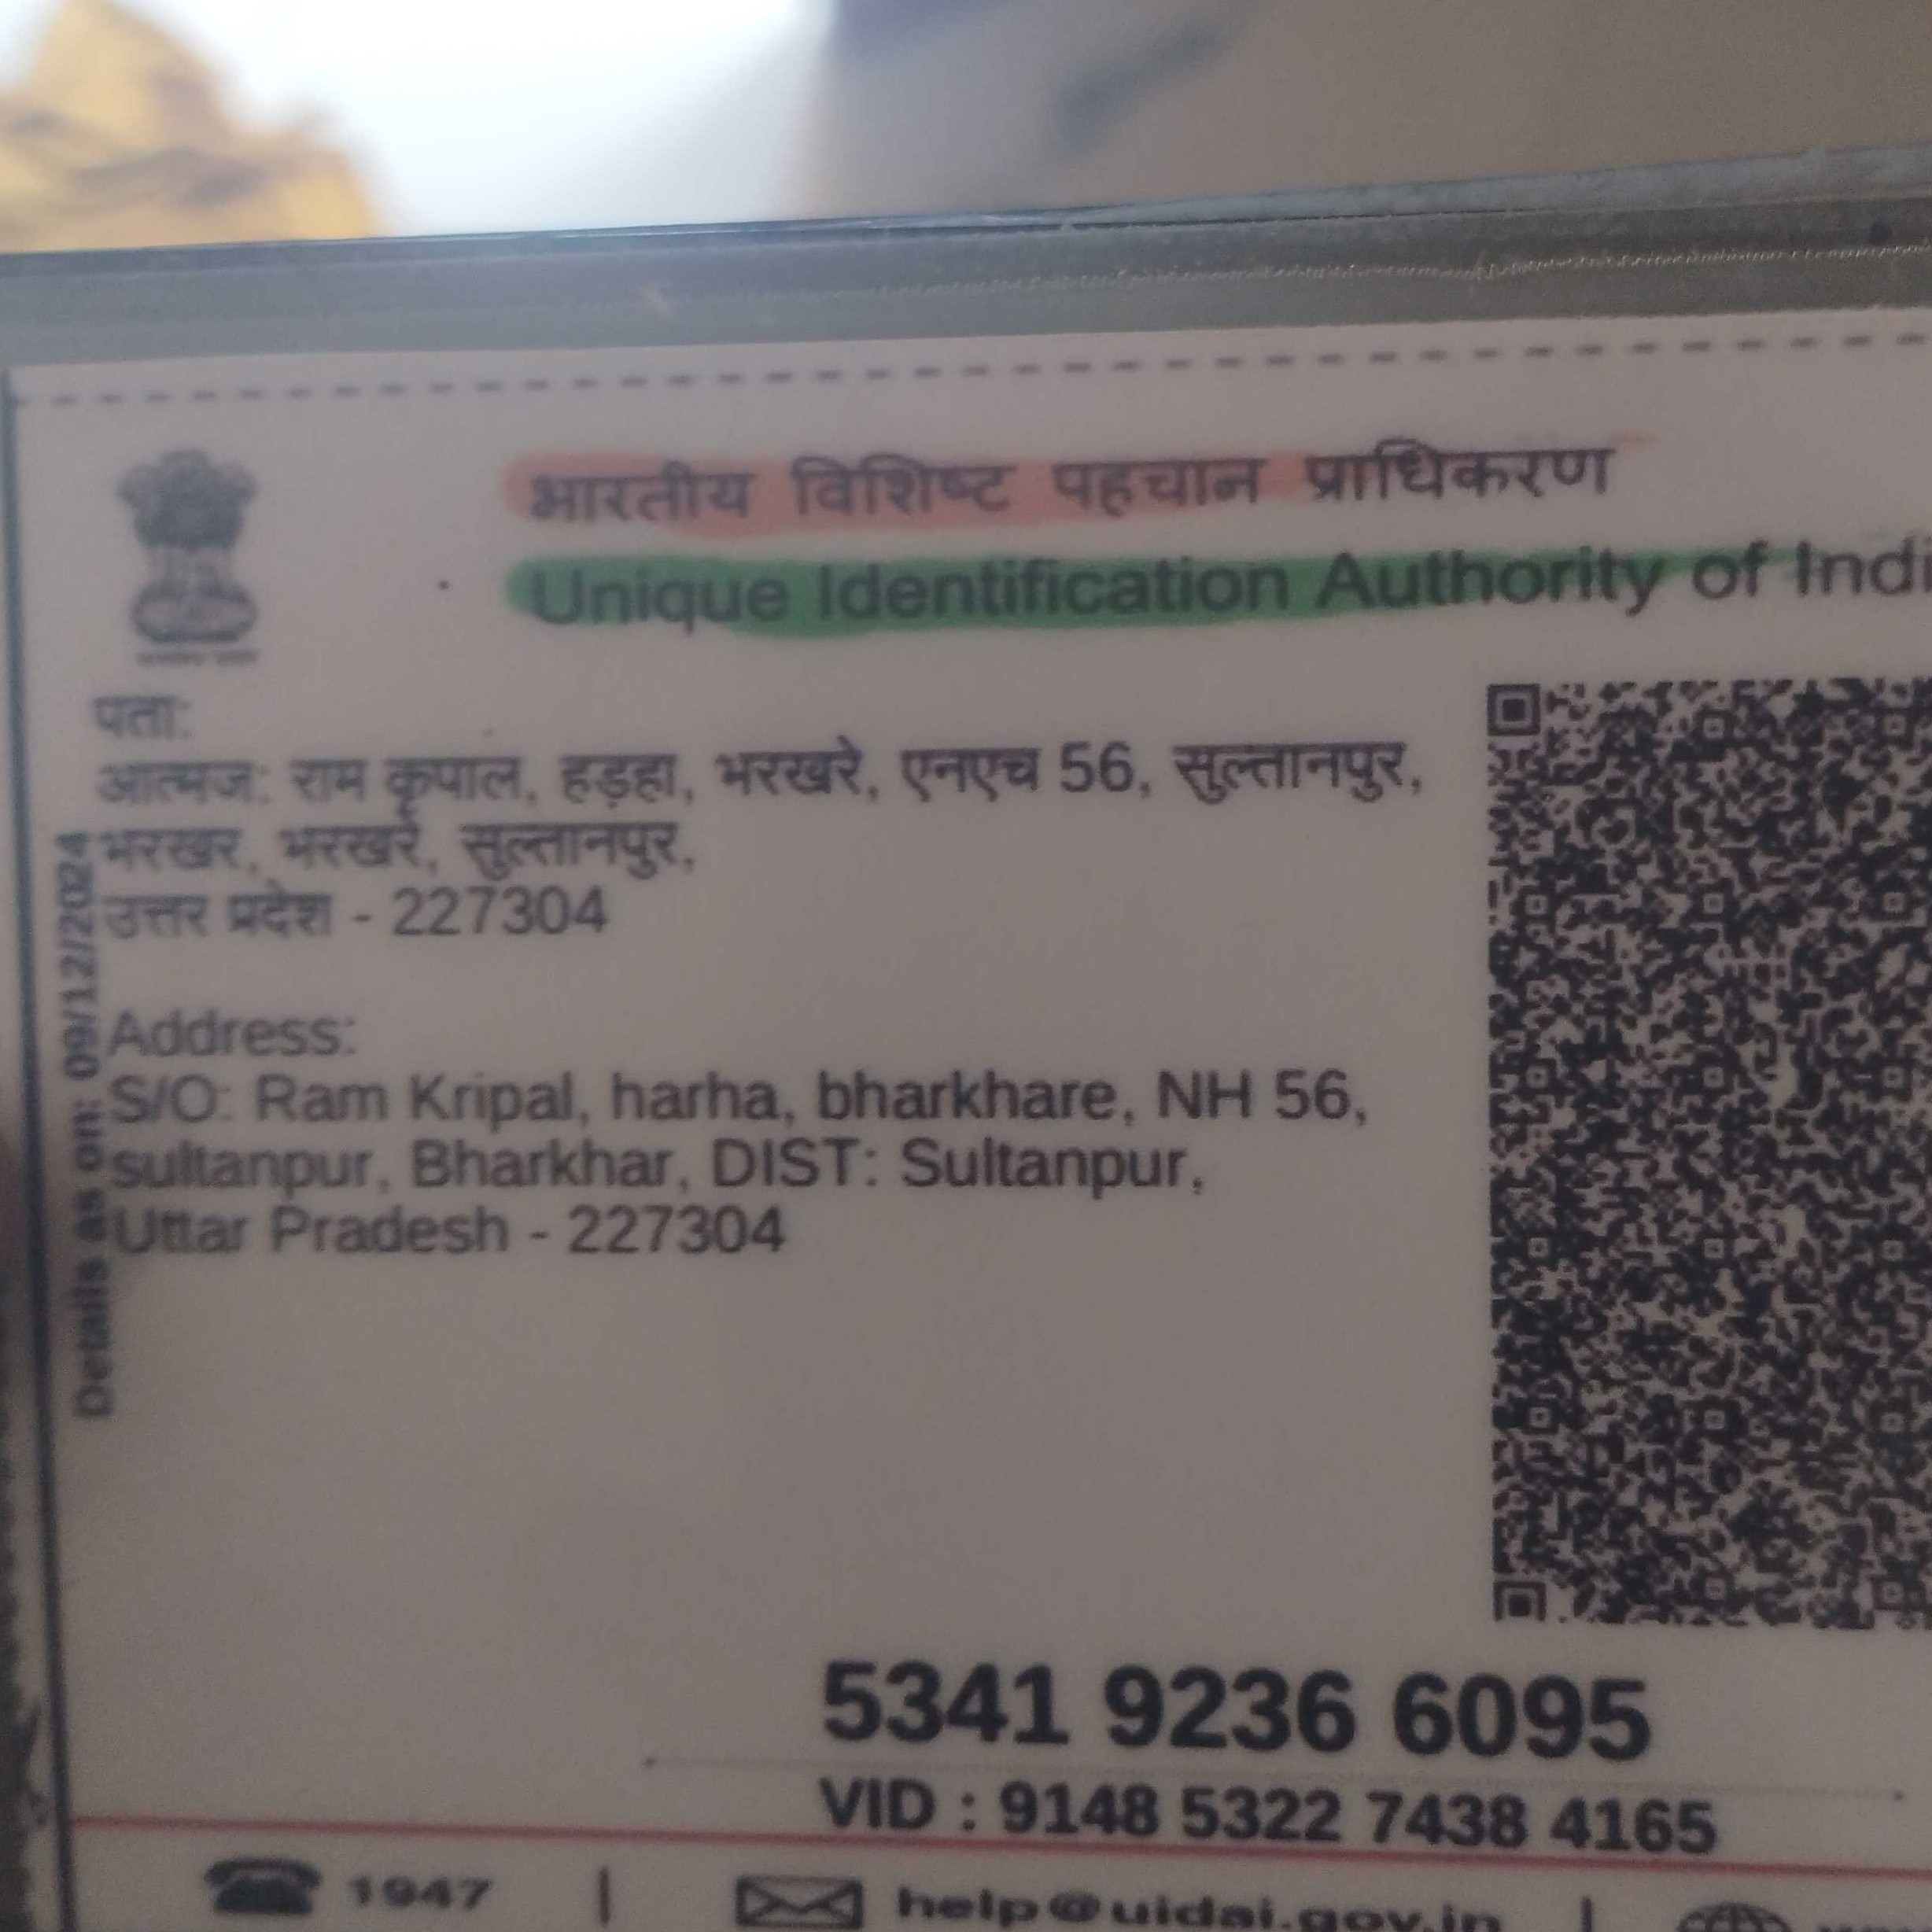 भारतीय विशिष्ट पहचान प्राधिकरण
Unique Identification Authority of Indi
पता:
आत्मज: राम कृपाल, हड़हा, भरखरे, एनएच 56, सुल्तानपुर,
भरखर, भरखरे, सुल्तानपुर,
उत्तर प्रदेश - 227304
Address:
S/O: Ram Kripal, harha, bharkhare, NH 56,
sultanpur, Bharkhar, DIST: Sultanpur,
Uttar Pradesh - 227304
Details as on: 09/12/2024
5341 9236 6095
VID : 9148 5322 7438 4165
1947 | help@uidai.gov.in |